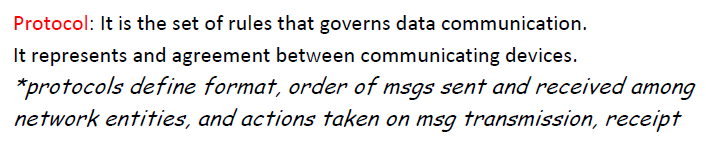 Protocol: It is the set of rules that governs data communication.
It represents and agreement between communicating devices.
*protocols define format, order of msgs sent and received among
network entities, and actions taken on msg transmission, receipt